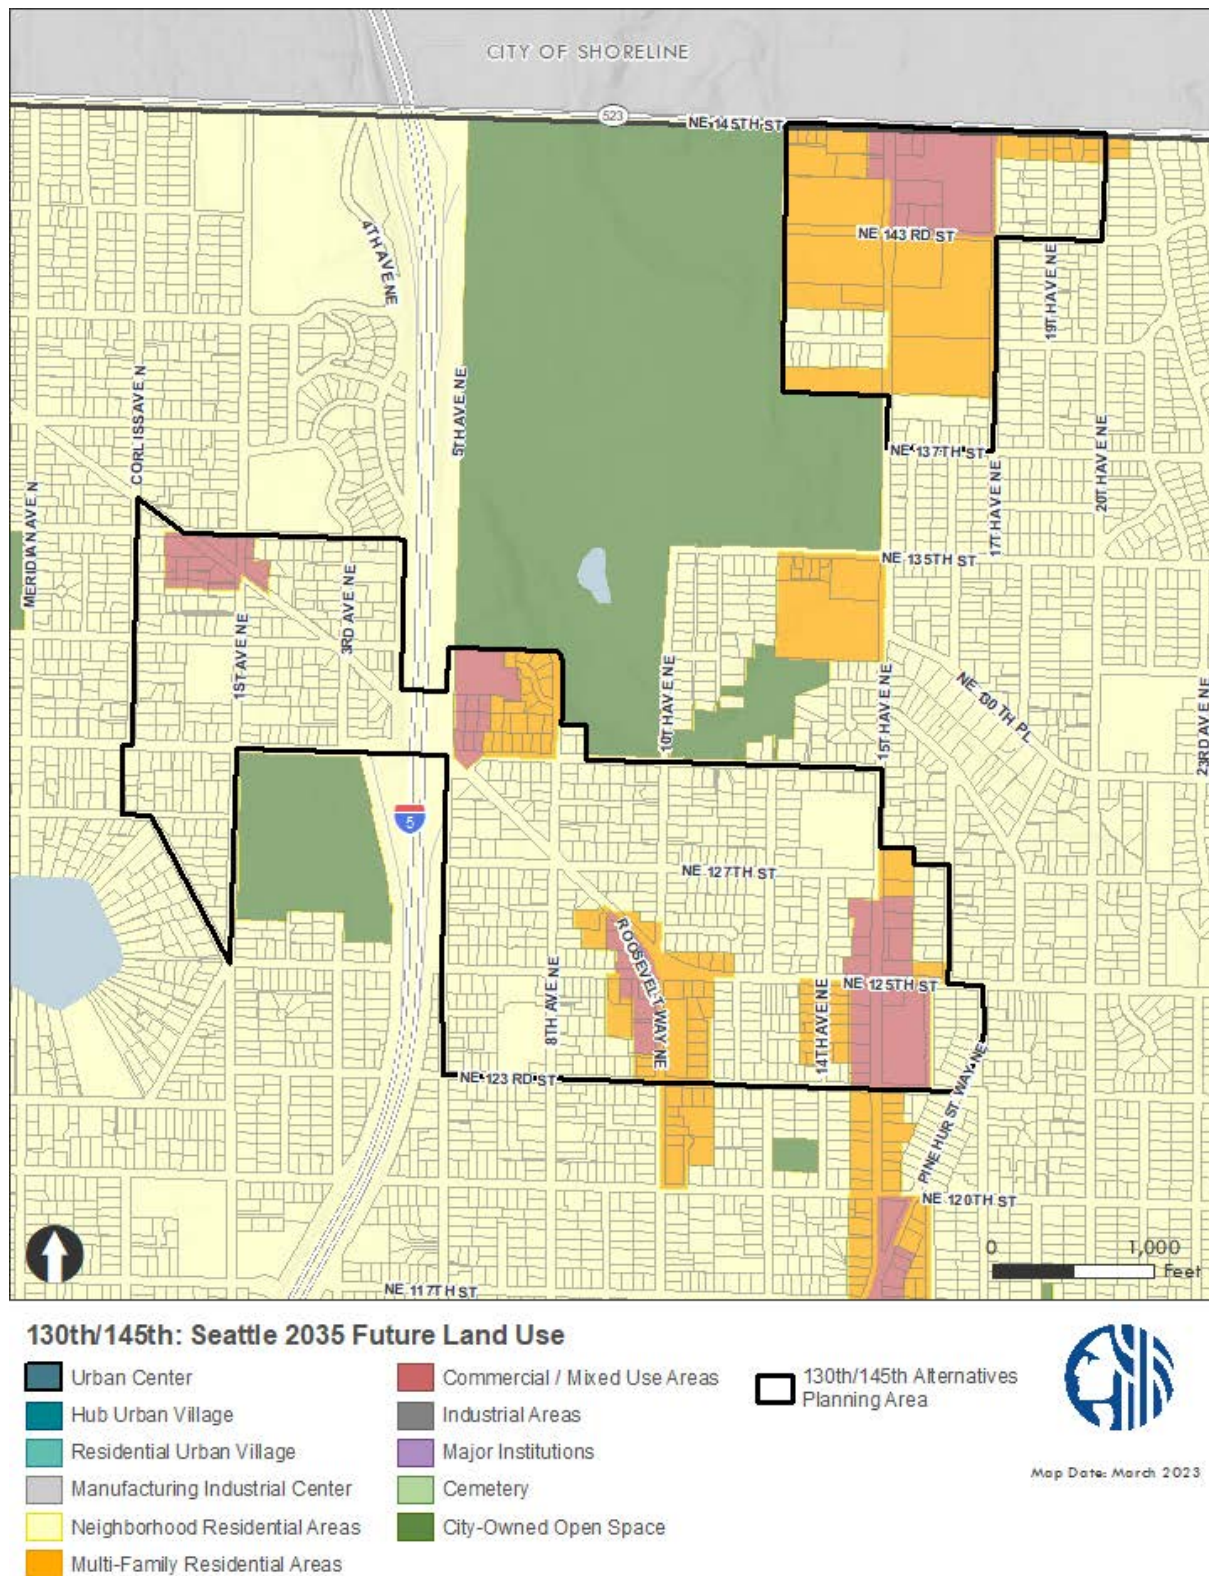 CITY OF SHORELINE
523
NE 145TH ST
4TH AVE NE
NE 143RD ST
19TH AVE NE
CORLISS AVE N
5TH AVE NE
MERIDIAN AVE N
NE 137TH ST
20TH AVE NE
17TH AVE NE
NE 135TH ST
3RD AVE NE
1ST AVE NE
10TH AVE NE
15TH AVE NE
NE 130TH PL
23RD AVE NE
5
NE 127TH ST
ROOSEVELT WAY NE
8TH AVE NE
14TH AVE NE
NE 125TH ST
NE 123RD ST
PINEHURST WAY NE
NE 120TH ST
NE 117TH ST
0 1,000
Feet
130th/145th: Seattle 2035 Future Land Use
Urban Center
Hub Urban Village
Residential Urban Village
Manufacturing Industrial Center
Neighborhood Residential Areas
Multi-Family Residential Areas
Commercial / Mixed Use Areas
Industrial Areas
Major Institutions
Cemetery
City-Owned Open Space
130th/145th Alternatives
Planning Area
Map Date: March 2023